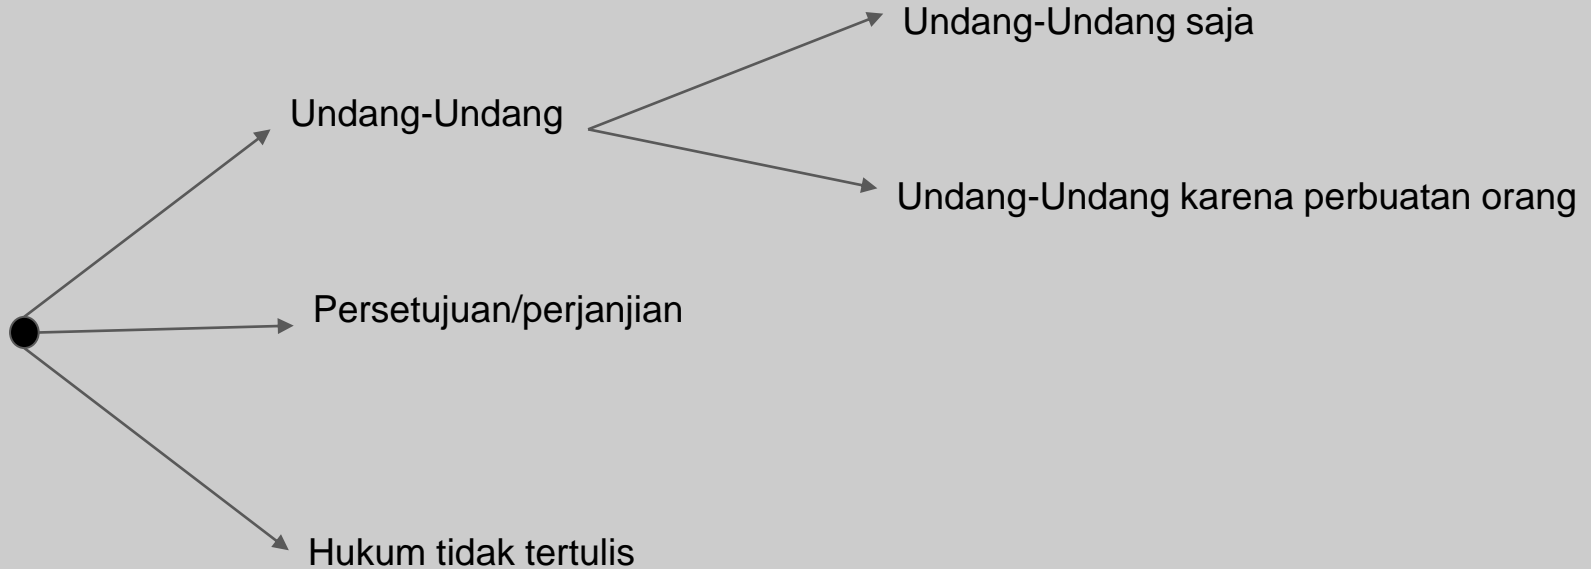 Undang-Undang saja
Undang-Undang
Undang-Undang karena perbuatan orang
Persetujuan/perjanjian
Hukum tidak tertulis